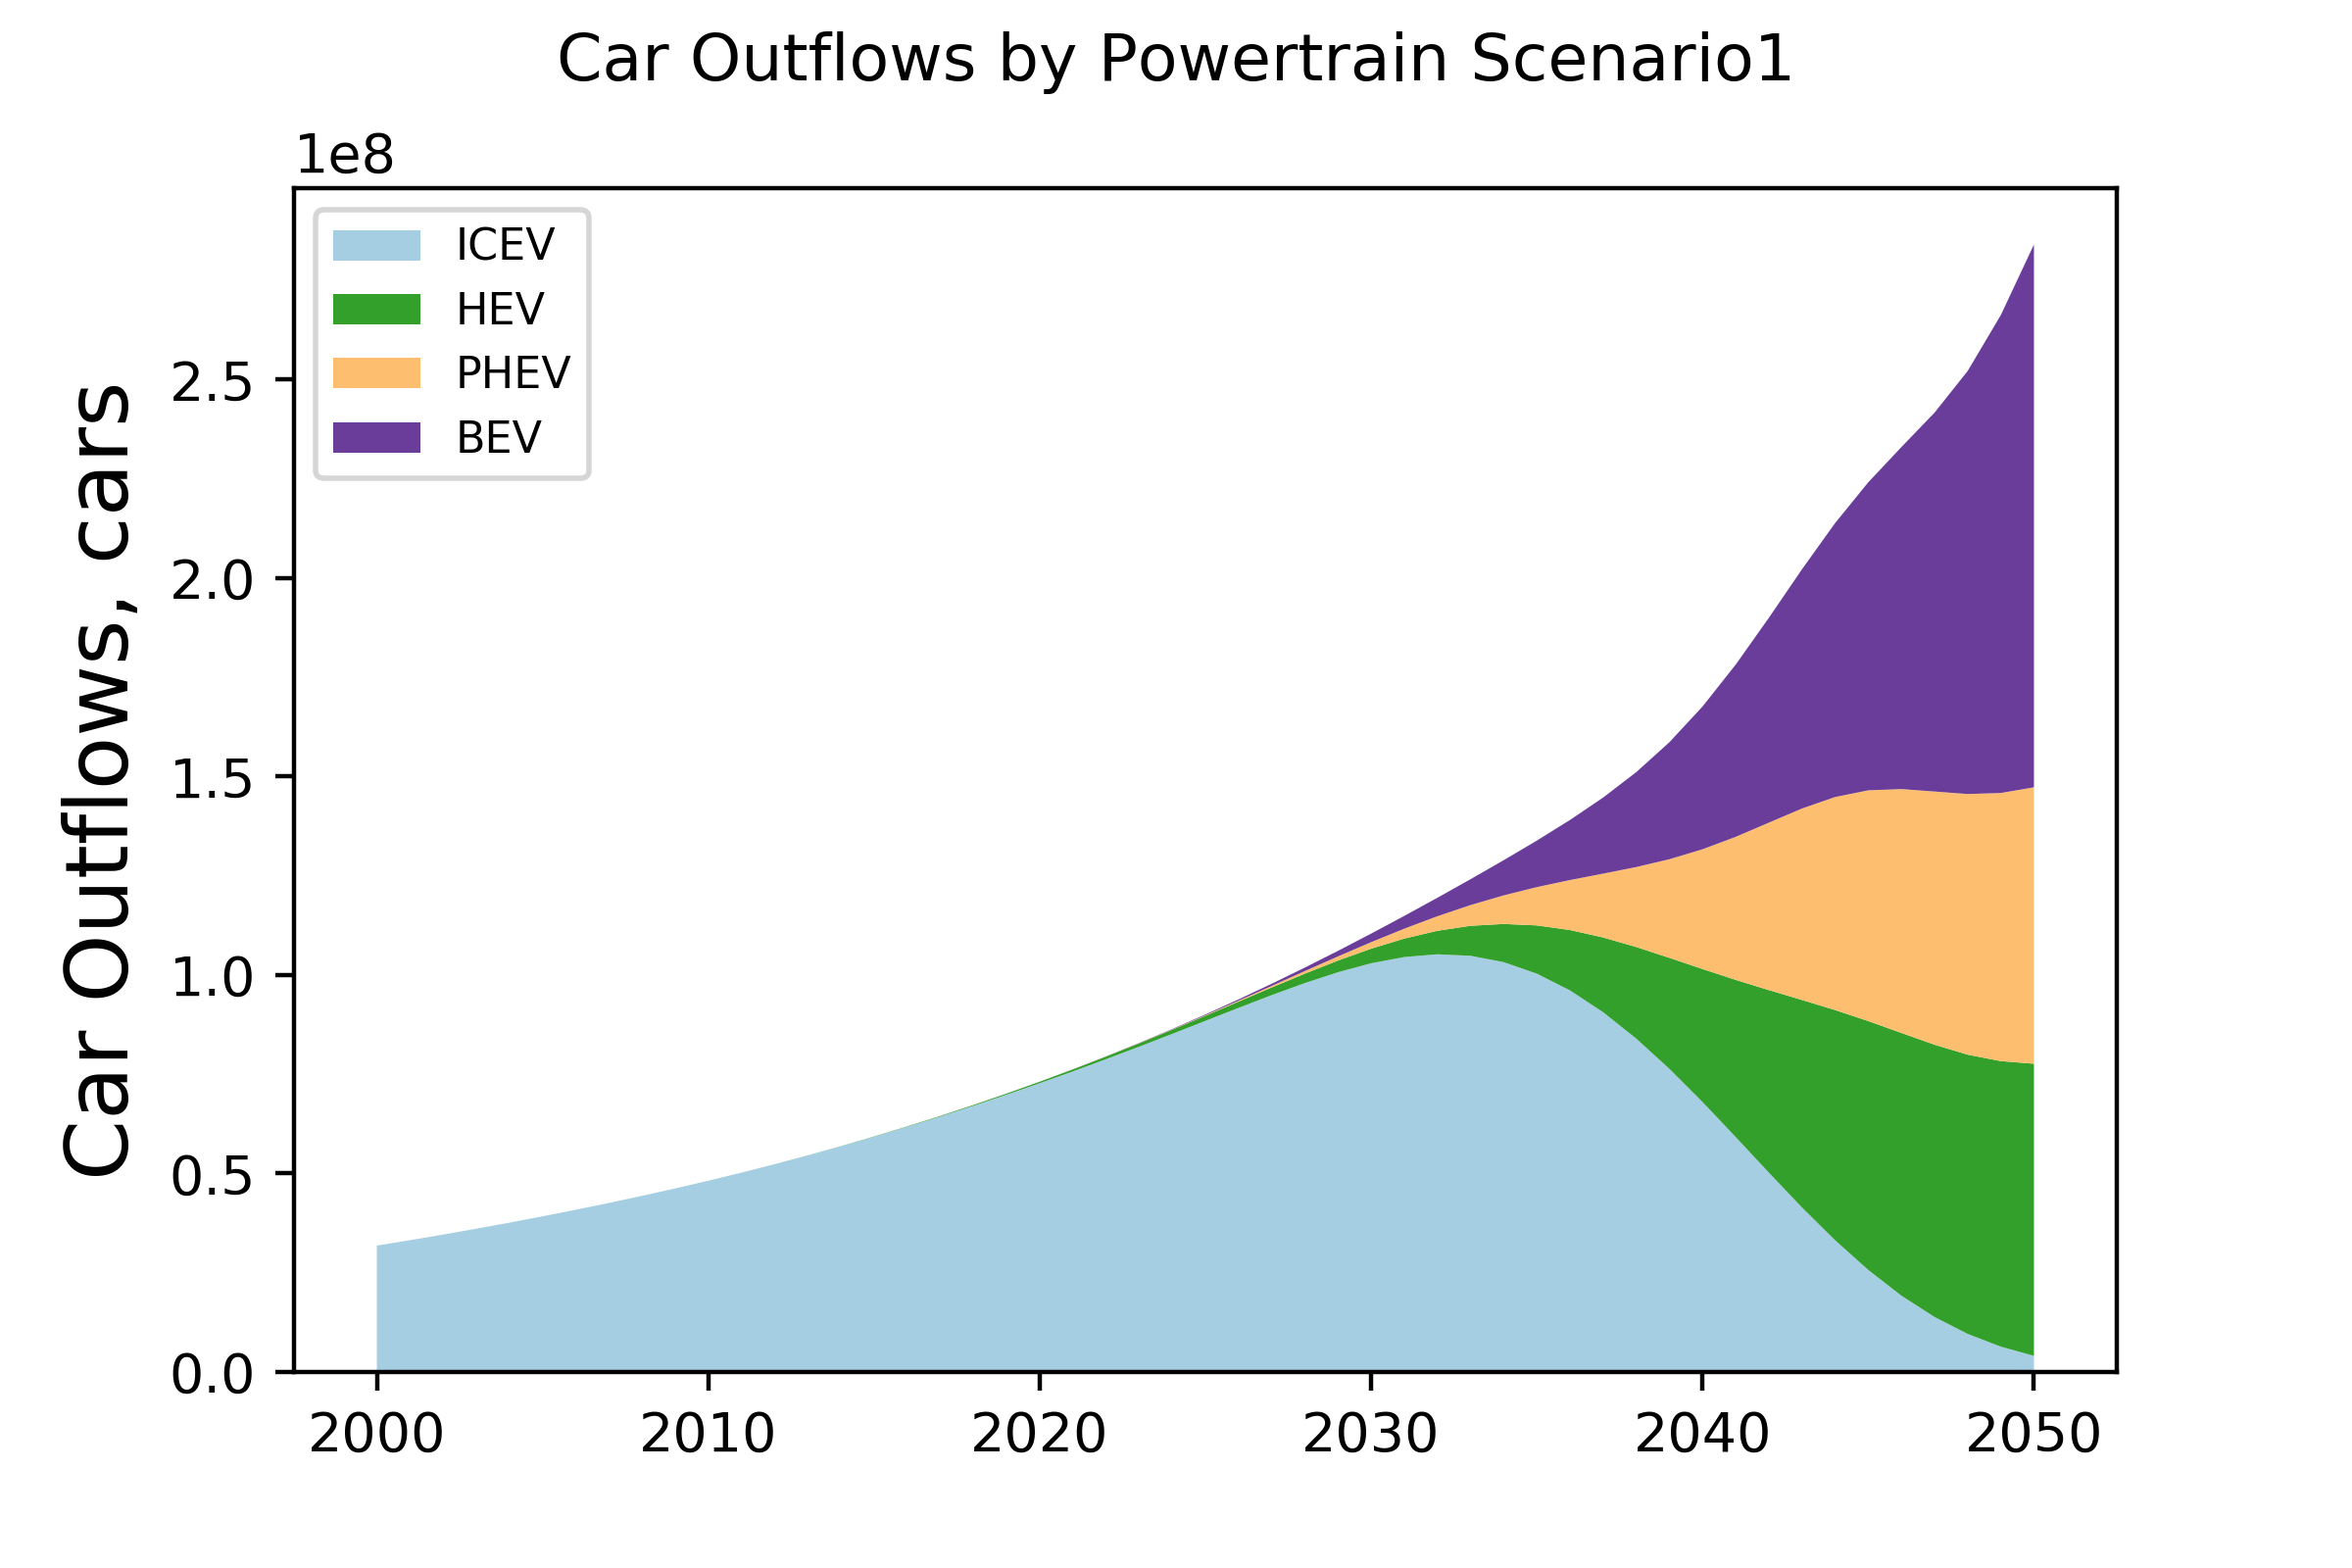 Car Outflows by Powertrain Scenario1
1e8
ICEV
HEV
PHEV
BEV
Car Outflows, cars
2.5
2.0
1.5
1.0
0.5
0.0
2000 2010 2020 2030 2040 2050